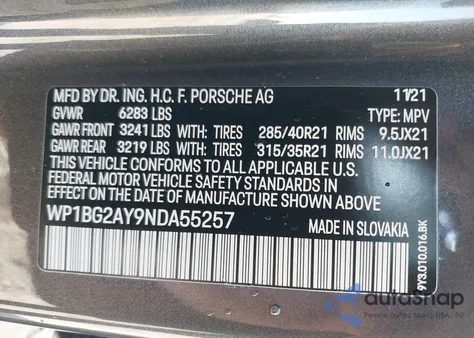 MFD BY DR. ING. H.C. F. PORSCHE AG 11/21
GVWR 6283 LBS TYPE: MPV
GAWR FRONT 3241 LBS WITH: TIRES 285/40R21 RIMS 9.5JX21
GAWR REAR 3219 LBS WITH: TIRES 315/35R21 RIMS 11.0JX21
THIS VEHICLE CONFORMS TO ALL APPLICABLE U.S.
FEDERAL MOTOR VEHICLE SAFETY STANDARDS IN
EFFECT ON THE DATE OF MANUFACTURE SHOWN ABOVE
WP1BG2AY9NDA55257
MADE IN SLOVAKIA
9Y3.010.016.BK
autoSnap